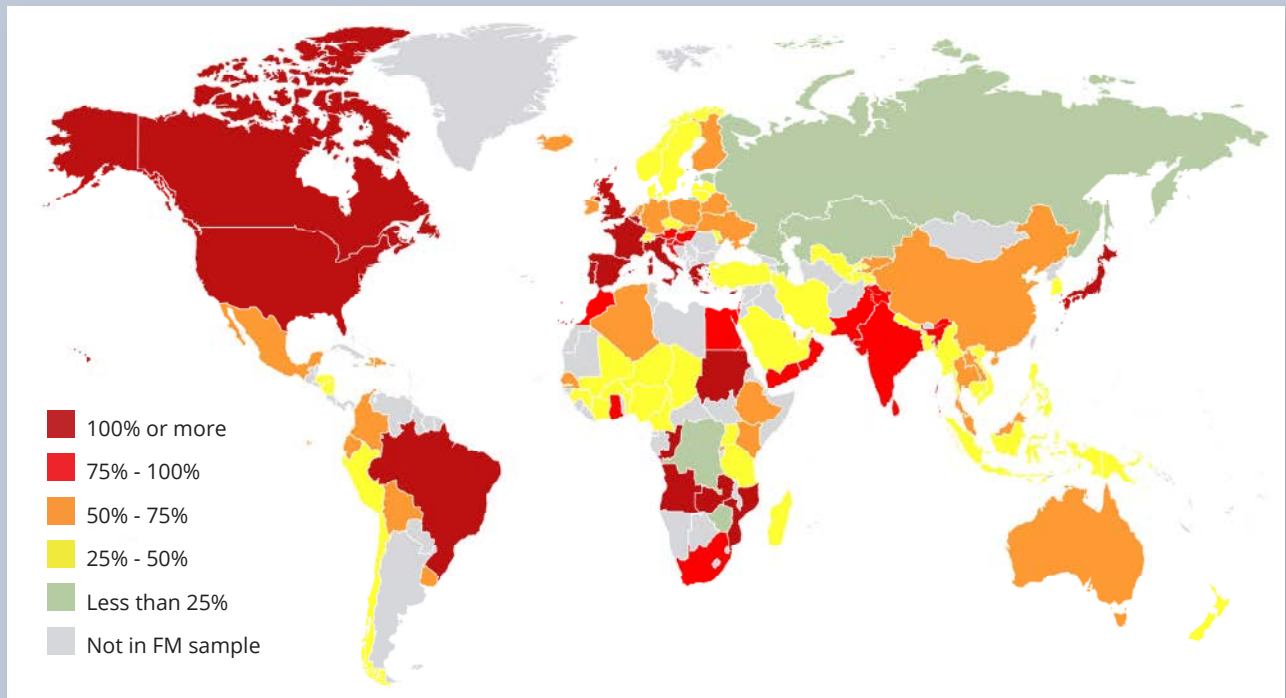 100% or more
75% - 100%
50% - 75%
25% - 50%
Less than 25%
Not in FM sample